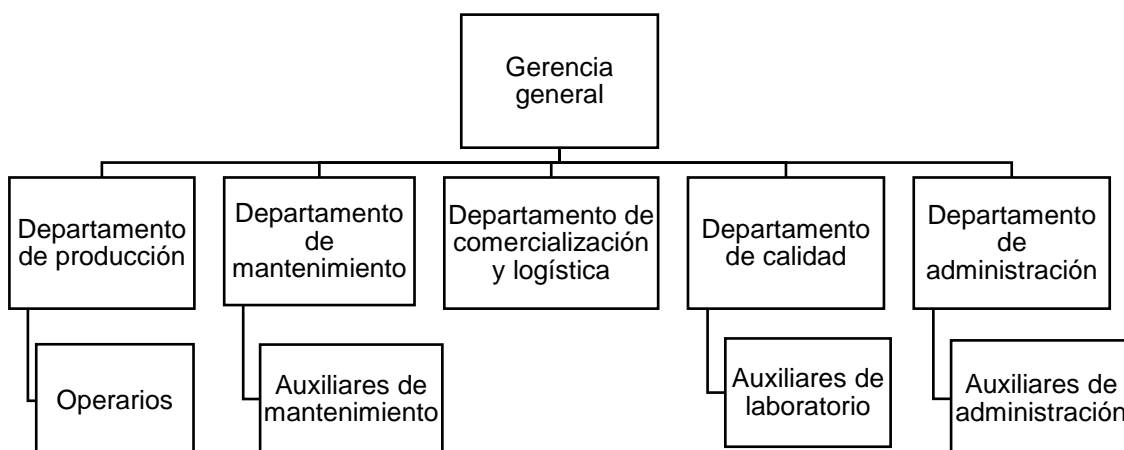 Gerencia
general
Departamento
de producción
Departamento
de
mantenimiento
Departamento de
comercialización
y logística
Departamento
de calidad
Departamento
de
administración
Operarios
Auxiliares de
mantenimiento
Auxiliares de
laboratorio
Auxiliares de
administración